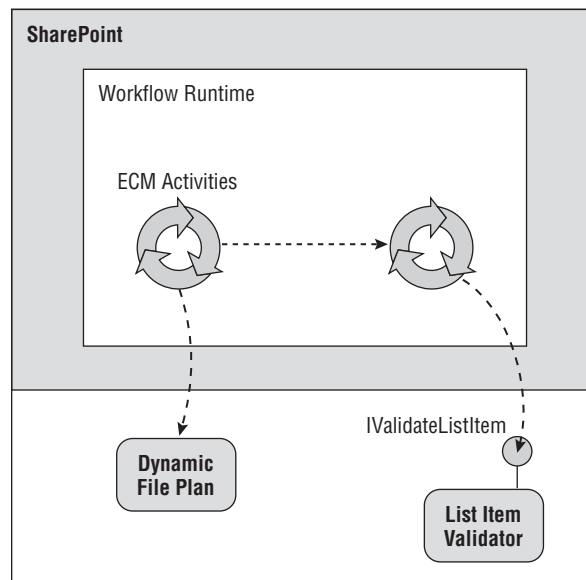 SharePoint
Workflow Runtime
ECM Activities
IValidateListItem
Dynamic
File Plan
List Item
Validator